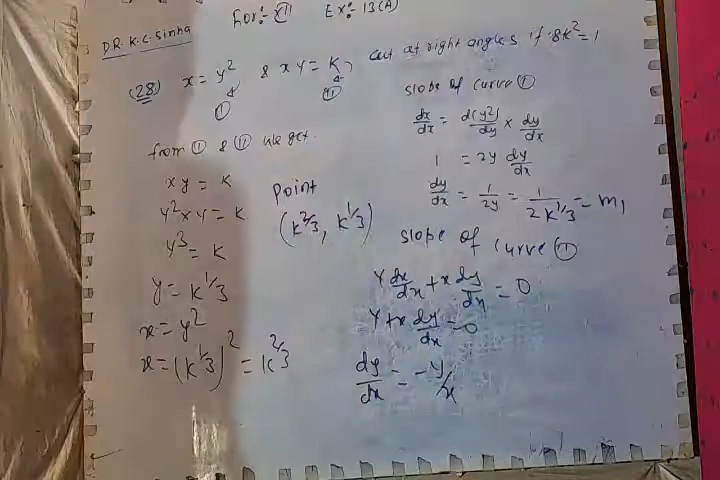 For:- XII Ex:- 13(A)
DR. K.C. Sinha
(28) x = y² & xy = K, cut at right angles if 8K² = 1
① ②
from ① & ② we get
xy = K
y² × y = K
y³ = K
y = K^1/3
x = y²
x = (K^1/3)² = K^2/3
Point
(K^2/3, K^1/3)
slope of curve ①
dx/dx = d(y²)/dy × dy/dx
1 = 2y dy/dx
dy/dx = 1/2y = 1/2K^1/3 = m₁
slope of curve ②
y dx/dx + x dy/dx = 0
y + x dy/dx = 0
dy/dx = -y/x